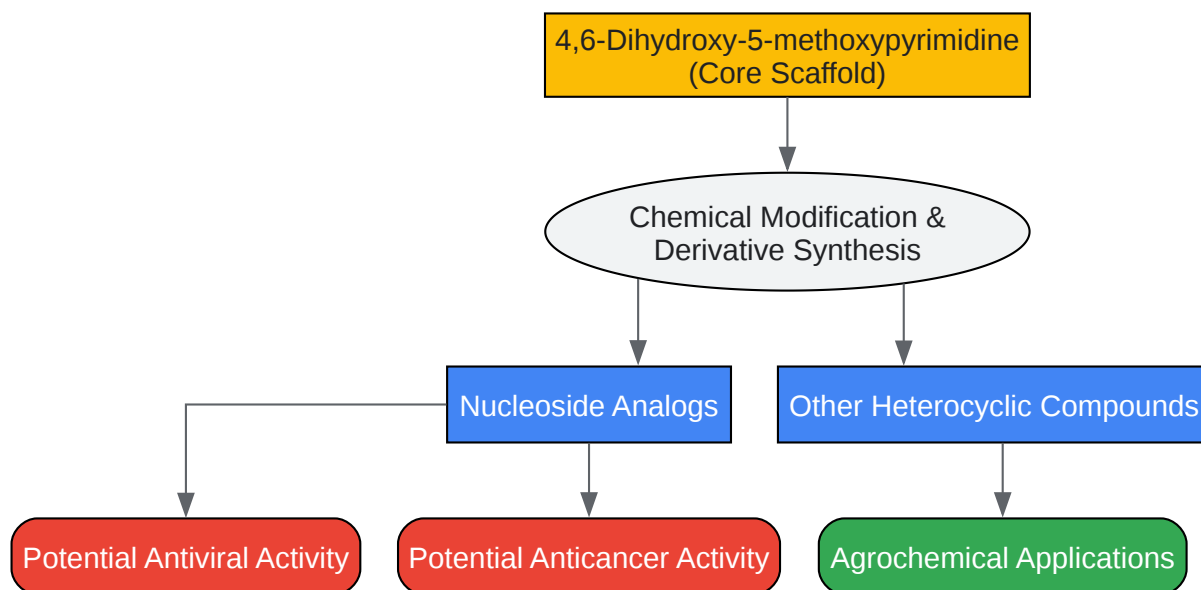 4,6-Dihydroxy-5-methoxypyrimidine
(Core Scaffold)
Chemical Modification &
Derivative Synthesis
Nucleoside Analogs
Other Heterocyclic Compounds
Potential Antiviral Activity
Potential Anticancer Activity
Agrochemical Applications